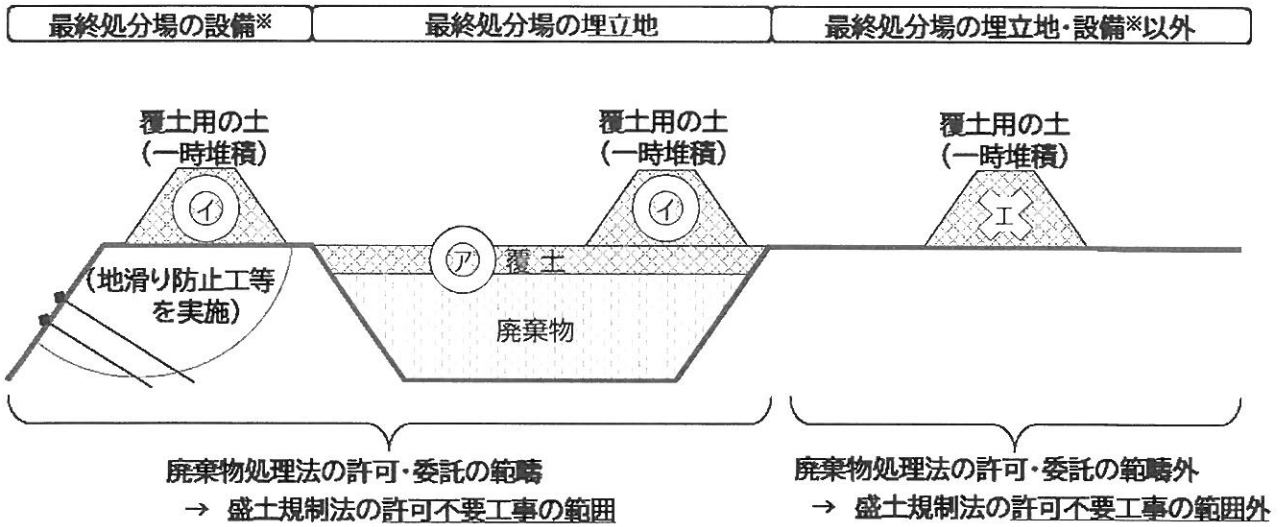 最終処分場の設備※
最終処分場の埋立地
最終処分場の埋立地・設備※以外
覆土用の土
(一時堆積)
覆土用の土
(一時堆積)
覆土用の土
(一時堆積)
イ
イ
エ
ア
覆土
(地滑り防止工等
を実施)
廃棄物
廃棄物処理法の許可・委託の範疇
→ 盛土規制法の許可不要工事の範囲
廃棄物処理法の許可・委託の範疇外
→ 盛土規制法の許可不要工事の範囲外